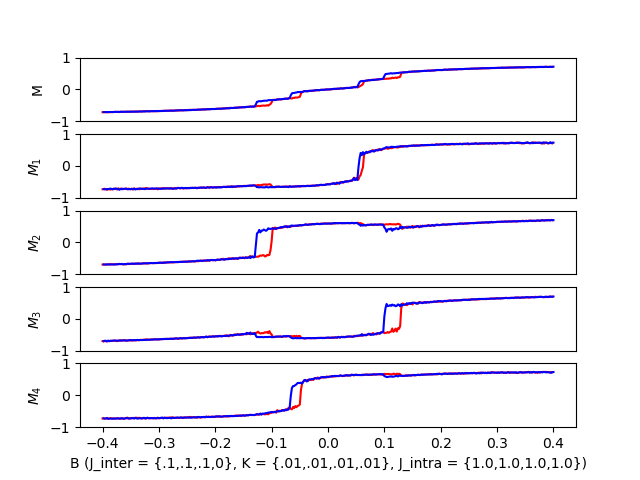 1
0
−1
M
1
0
−1
M1
1
0
−1
M2
1
0
−1
M3
1
0
−1
M4
−0.4 −0.3 −0.2 −0.1 0.0 0.1 0.2 0.3 0.4
B (J_inter = {.1,.1,.1,0}, K = {.01,.01,.01,.01}, J_intra = {1.0,1.0,1.0,1.0})